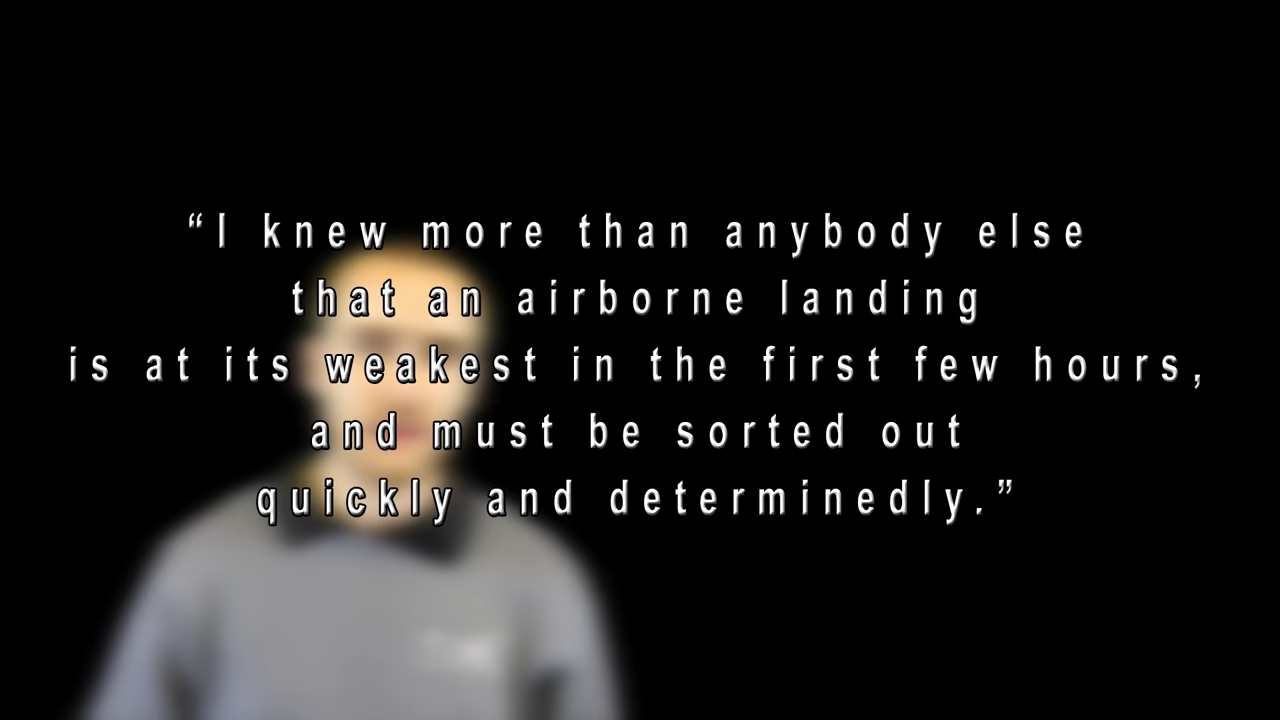 “I knew more than anybody else
that an airborne landing
is at its weakest in the first few hours,
and must be sorted out
quickly and determinedly.”